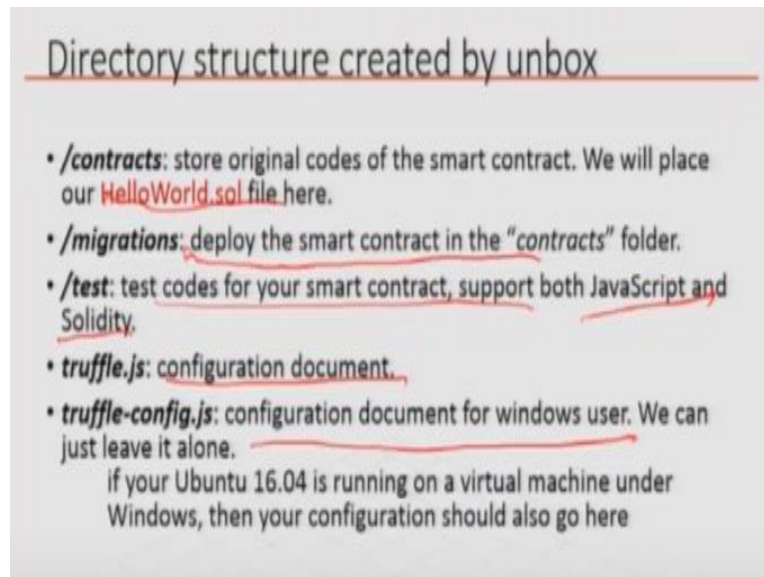 Directory structure created by unbox
• /contracts: store original codes of the smart contract. We will place
our HelloWorld.sol file here.
• /migrations: deploy the smart contract in the “contracts” folder.
• /test: test codes for your smart contract, support both JavaScript and
Solidity.
• truffle.js: configuration document.
• truffle-config.js: configuration document for windows user. We can
just leave it alone.
if your Ubuntu 16.04 is running on a virtual machine under
Windows, then your configuration should also go here